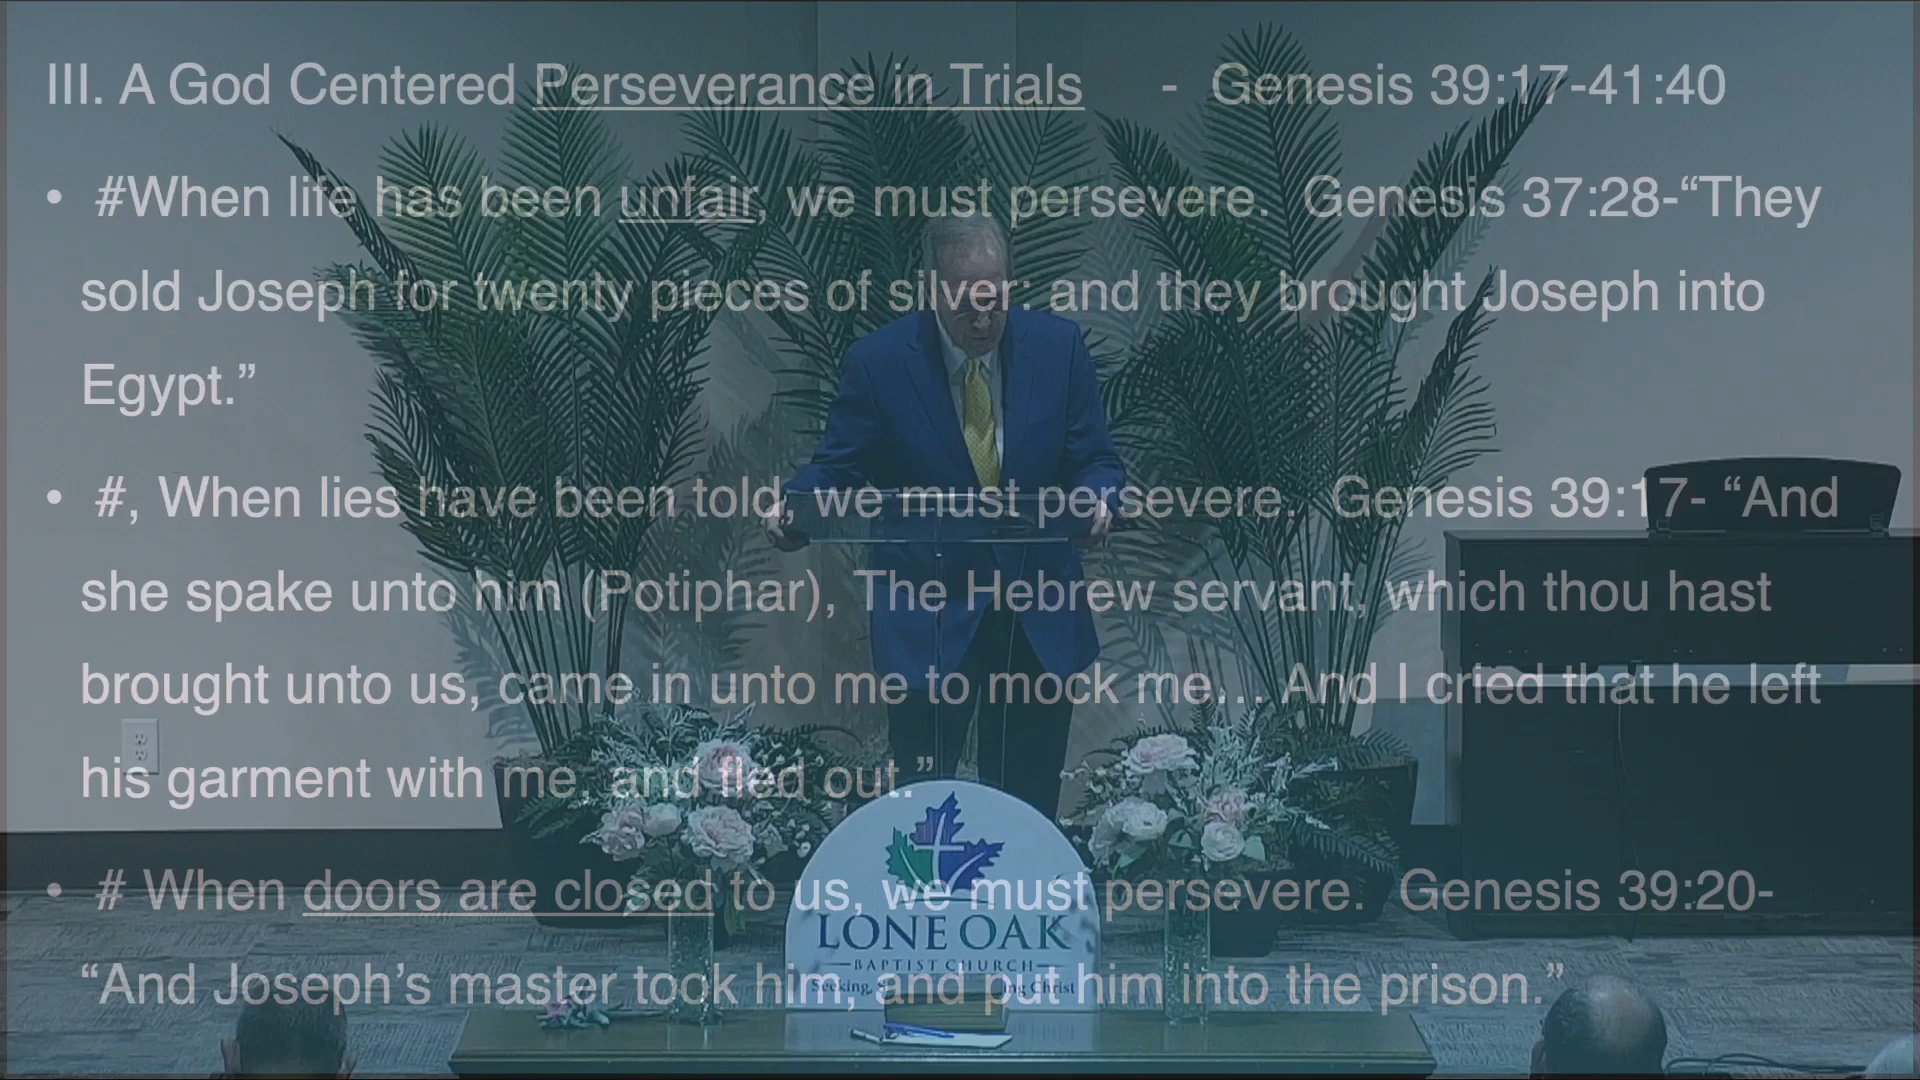 III. A God Centered Perseverance in Trials - Genesis 39:17-41:40
• #When life has been unfair, we must persevere. Genesis 37:28-“They
sold Joseph for twenty pieces of silver: and they brought Joseph into
Egypt.”
• #, When lies have been told, we must persevere. Genesis 39:17- “And
she spake unto him (Potiphar), The Hebrew servant, which thou hast
brought unto us, came in unto me to mock me… And I cried that he left
his garment with me, and fled out.”
• # When doors are closed to us, we must persevere. Genesis 39:20-
“And Joseph’s master took him, and put him into the prison.”
LONE OAK
BAPTIST CHURCH
Seeking, Christ